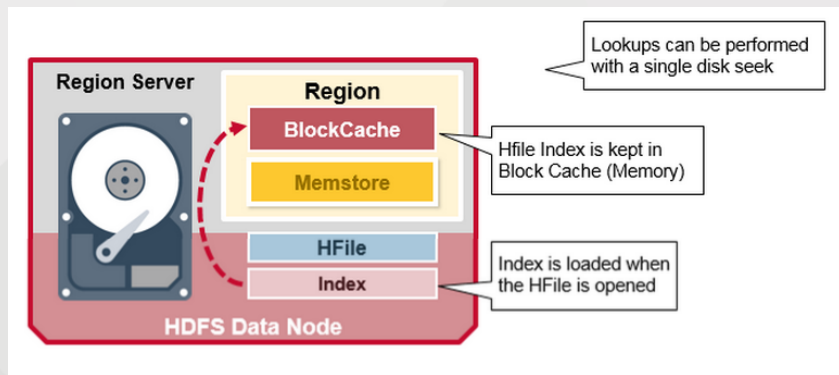 Lookups can be performed
with a single disk seek
Region Server
Region
BlockCache
Hfile Index is kept in
Block Cache (Memory)
Memstore
HFile
Index
Index is loaded when
the HFile is opened
HDFS Data Node